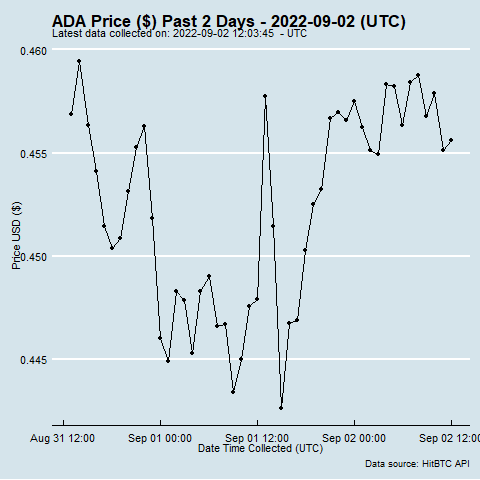 ADA Price ($) Past 2 Days - 2022-09-02 (UTC)
Latest data collected on: 2022-09-02 12:03:45 - UTC
0.460
0.455
0.450
0.445
Price USD ($)
Aug 31 12:00 Sep 01 00:00 Sep 01 12:00 Sep 02 00:00 Sep 02 12:00
Date Time Collected (UTC)
Data source: HitBTC API